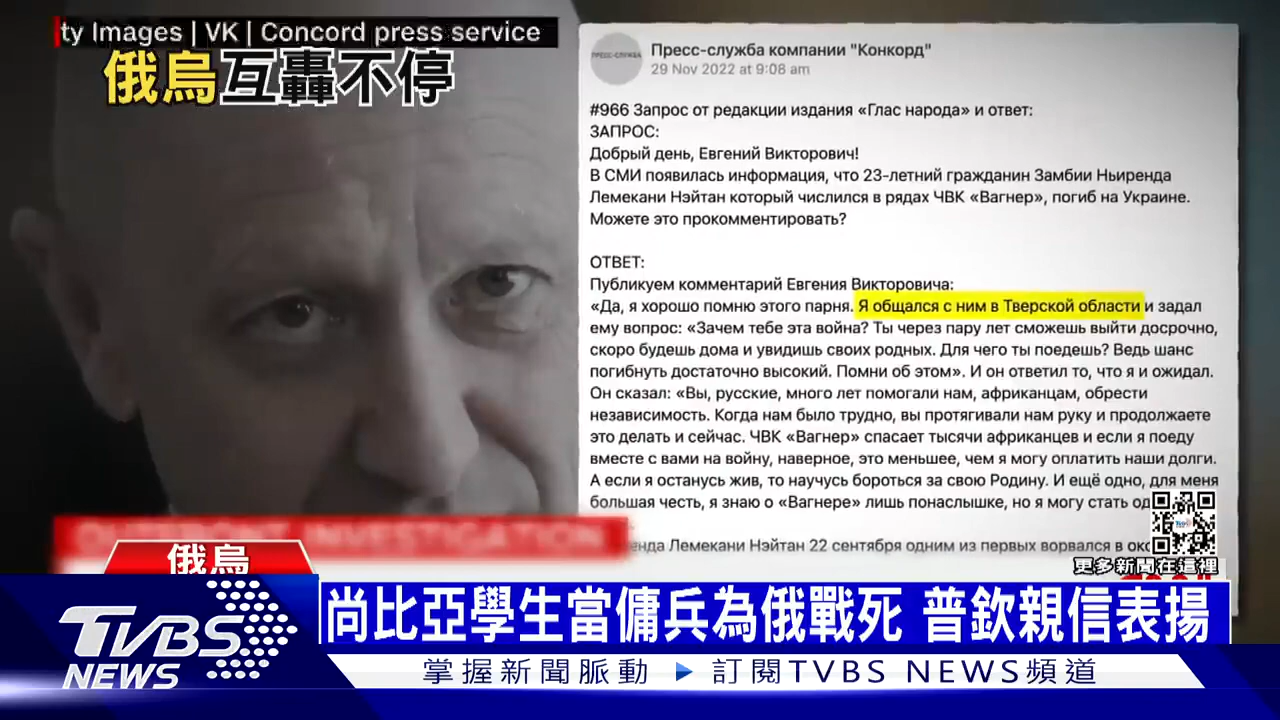 ty Images | VK | Concord press service
俄烏互轟不停
ПРЕСС-СЛУЖБА
Пресс-служба компании "Конкорд"
29 Nov 2022 at 9:08 am
#966 Запрос от редакции издания «Глас народа» и ответ:
ЗАПРОС:
Добрый день, Евгений Викторович!
В СМИ появилась информация, что 23-летний гражданин Замбии Ньиренда
Лемекани Нэйтан который числился в рядах ЧВК «Вагнер», погиб на Украине.
Можете это прокомментировать?
ОТВЕТ:
Публикуем комментарий Евгения Викторовича:
«Да, я хорошо помню этого парня. Я общался с ним в Тверской области и задал
ему вопрос: «Зачем тебе эта война? Ты через пару лет сможешь выйти досрочно,
скоро будешь дома и увидишь своих родных. Для чего ты поедешь? Ведь шанс
погибнуть достаточно высокий. Помни об этом». И он ответил то, что я и ожидал.
Он сказал: «Вы, русские, много лет помогали нам, африканцам, обрести
независимость. Когда нам было трудно, вы протягивали нам руку и продолжаете
это делать и сейчас. ЧВК «Вагнер» спасает тысячи африканцев и если я поеду
вместе с вами на войну, наверное, это меньшее, чем я могу оплатить наши долги.
А если я останусь жив, то научусь бороться за свою Родину. И ещё одно, для меня
большая честь, я знаю о «Вагнере» лишь понаслышке, но я могу стать од
енда Лемекани Нэйтан 22 сентября одним из первых ворвался в око
OUTFRONT INVESTIGATION
更多新聞在這裡
俄烏
TVBS NEWS
尚比亞學生當傭兵為俄戰死 普欽親信表揚
掌握新聞脈動 訂閱TVBS NEWS頻道